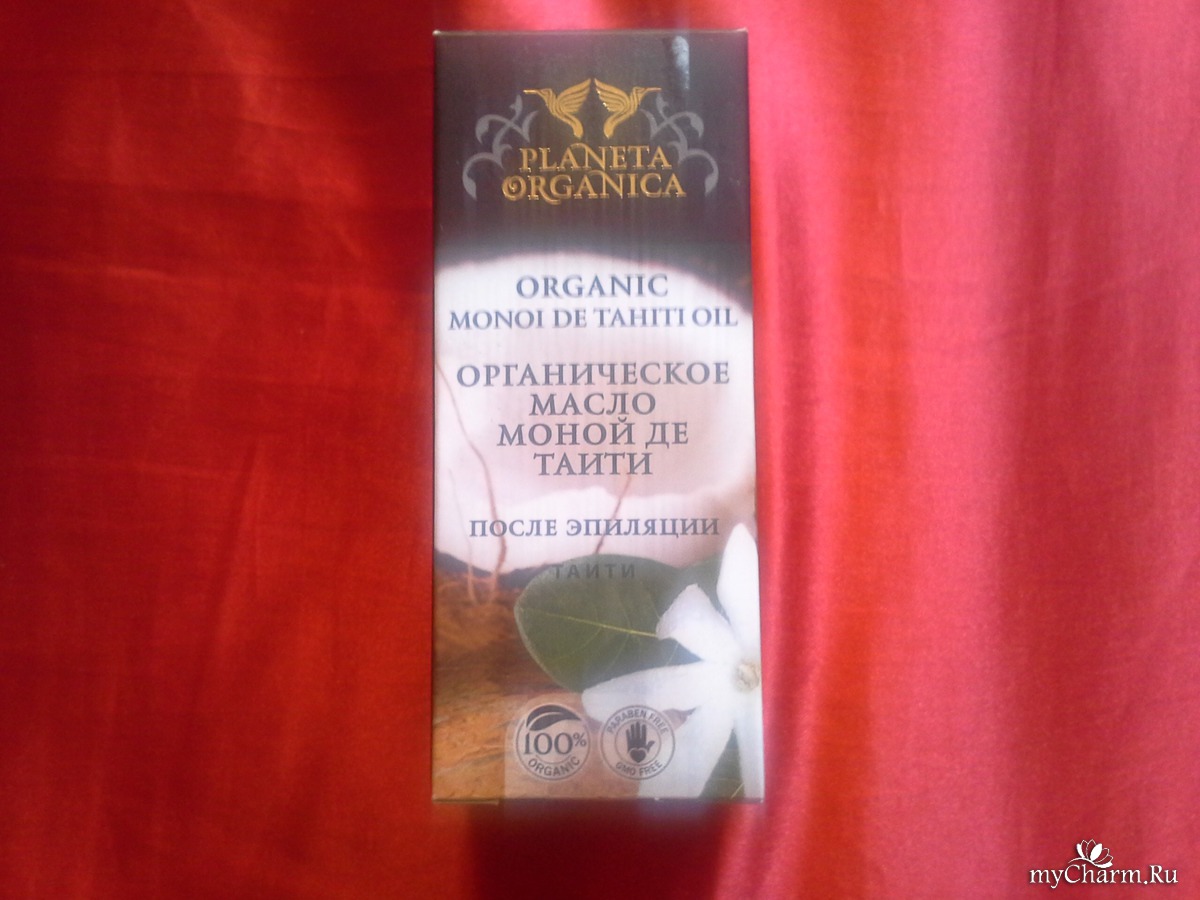 PLANETA
ORGANICA
ORGANIC
MONOI DE TAHITI OIL
ОРГАНИЧЕСКОЕ
МАСЛО
МОНОЙ ДЕ
ТАИТИ
ПОСЛЕ ЭПИЛЯЦИИ
ТАИТИ
100%
ORGANIC
PARABEN FREE
GMO FREE
myCharm.Ru